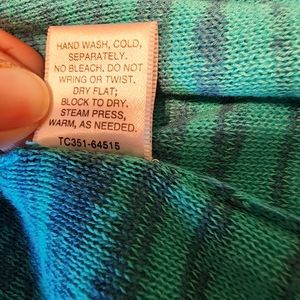 HAND WASH, COLD,
SEPARATELY.
NO BLEACH. DO NOT
WRING OR TWIST.
DRY FLAT;
BLOCK TO DRY.
STEAM PRESS,
WARM, AS NEEDED.
TC351-64515